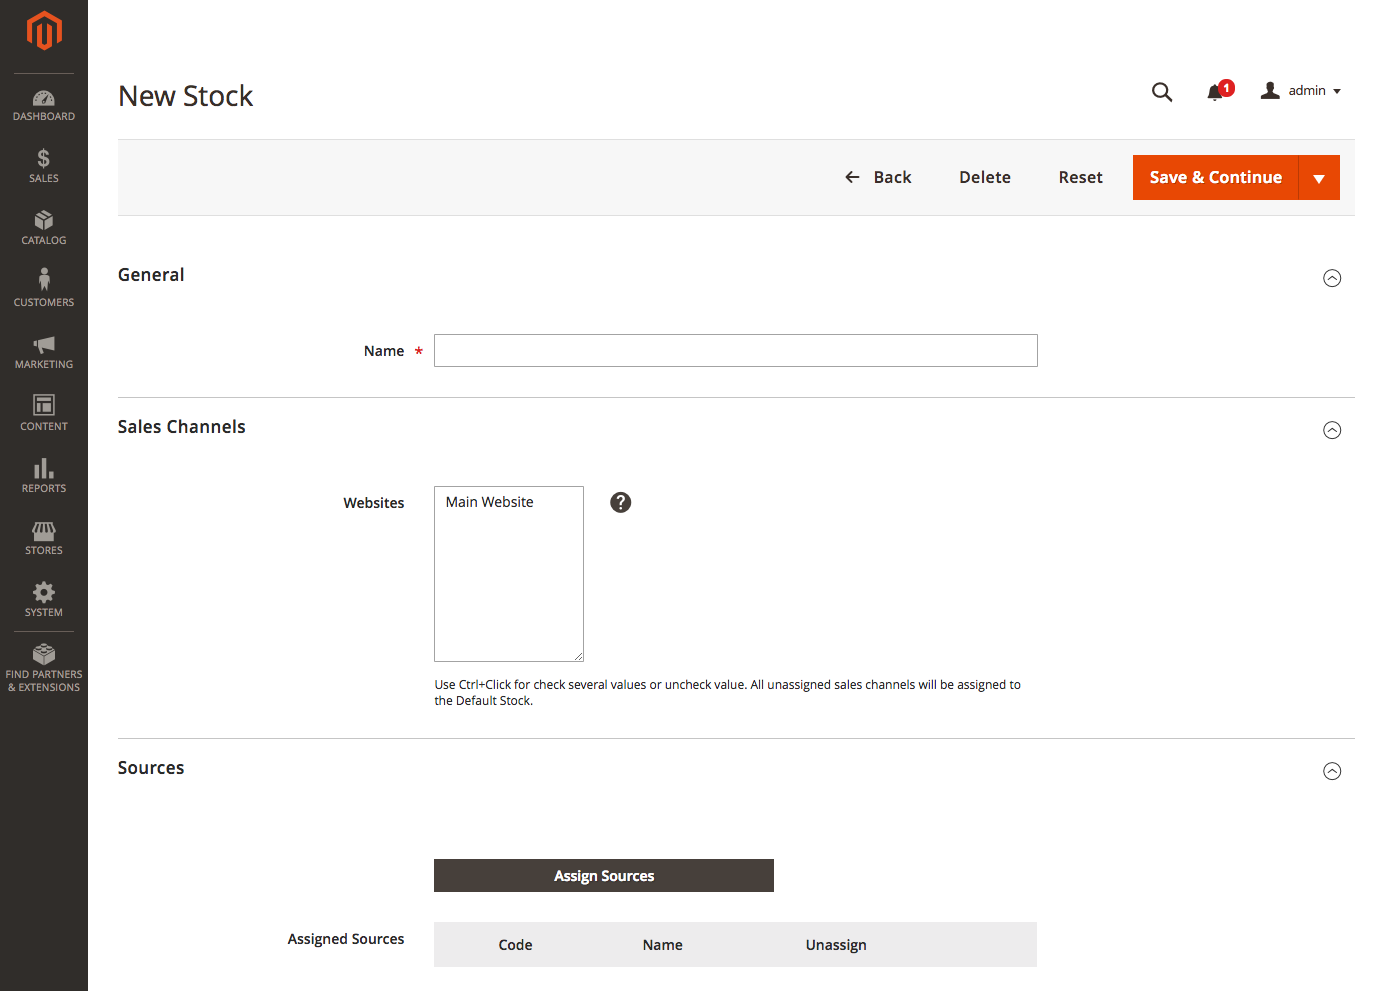 DASHBOARD
SALES
CATALOG
CUSTOMERS
MARKETING
CONTENT
REPORTS
STORES
SYSTEM
FIND PARTNERS
& EXTENSIONS
New Stock
1
admin
Back
Delete
Reset
Save & Continue
General
Name *
Sales Channels
Websites
Main Website
?
Use Ctrl+Click for check several values or uncheck value. All unassigned sales channels will be assigned to
the Default Stock.
Sources
Assign Sources
Assigned Sources
Code Name Unassign